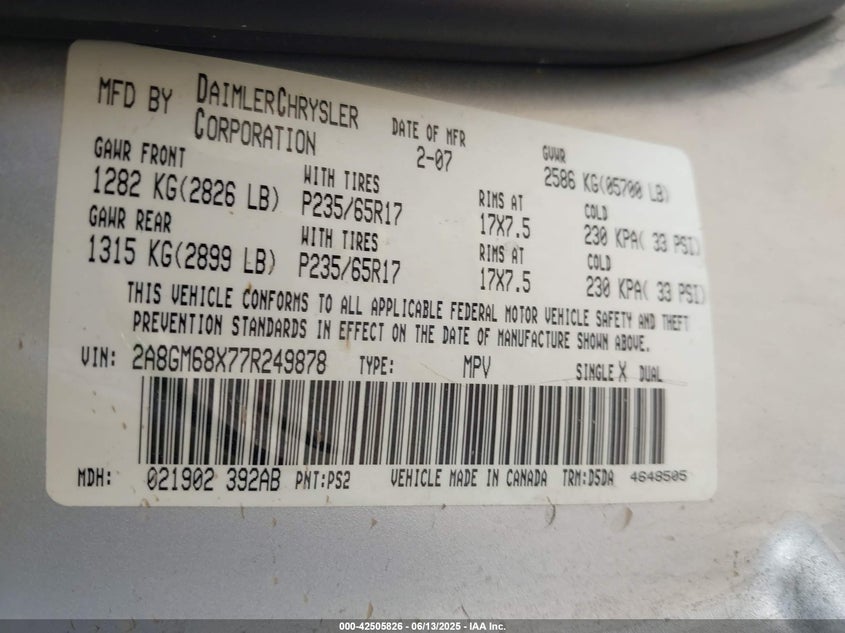 MFD BY DAIMLERCHRYSLER CORPORATION
DATE OF MFR 2-07
GVWR 2586 KG(05700 LB)
GAWR FRONT 1282 KG(2826 LB)
WITH TIRES P235/65R17
RIMS AT 17X7.5
COLD 230 KPA( 33 PSI)
GAWR REAR 1315 KG(2899 LB)
WITH TIRES P235/65R17
RIMS AT 17X7.5
COLD 230 KPA( 33 PSI)
THIS VEHICLE CONFORMS TO ALL APPLICABLE FEDERAL MOTOR VEHICLE SAFETY AND THEFT
PREVENTION STANDARDS IN EFFECT ON THE DATE OF MANUFACTURE SHOWN ABOVE.
VIN: 2A8GM68X77R249878 TYPE: MPV SINGLE X DUAL
MDH: 021902 392AB PNT:PS2 VEHICLE MADE IN CANADA TRM:D5DA 4648505
000-42505826 - 06/13/2025 - IAA Inc.